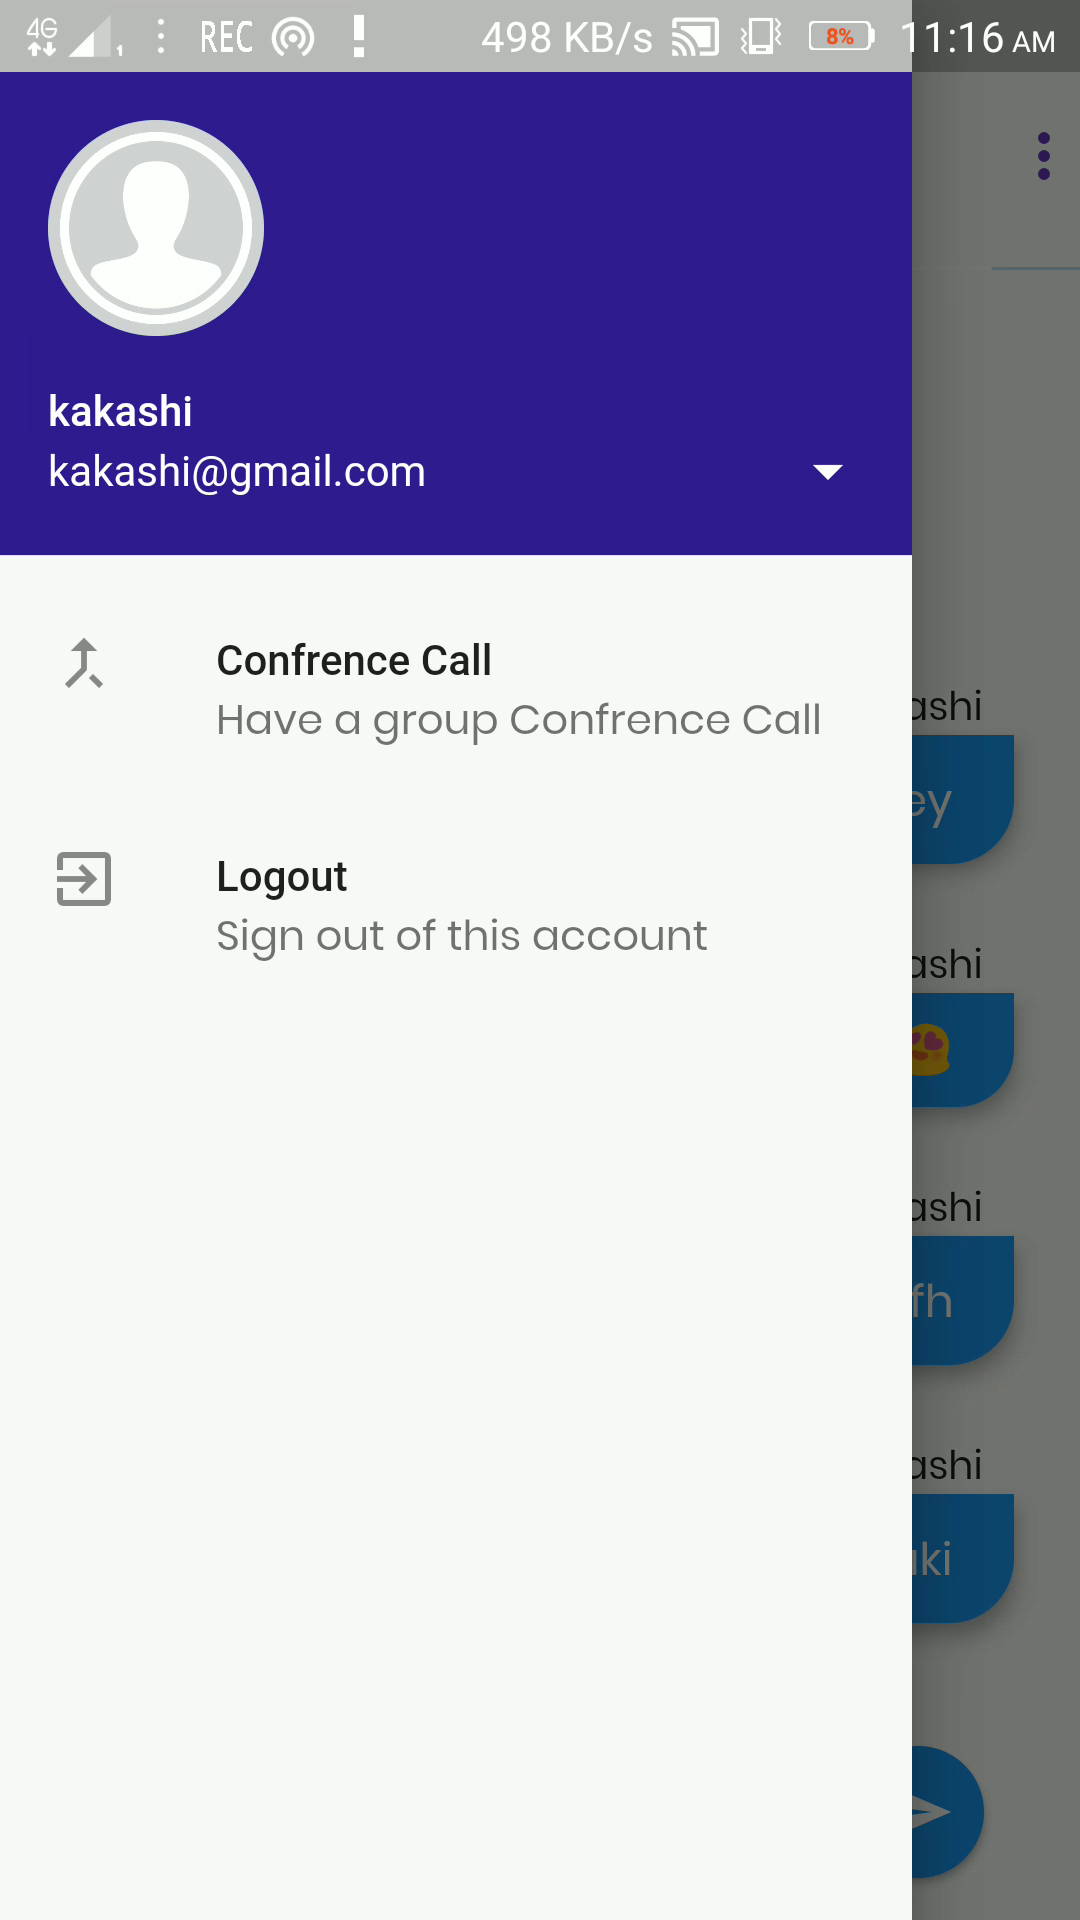 4G 1 REC 498 KB/s 8% 11:16 AM
kakashi
kakashi@gmail.com
Confrence Call
Have a group Confrence Call
Logout
Sign out of this account
ashi
ey
ashi
ashi
fh
ashi
ki